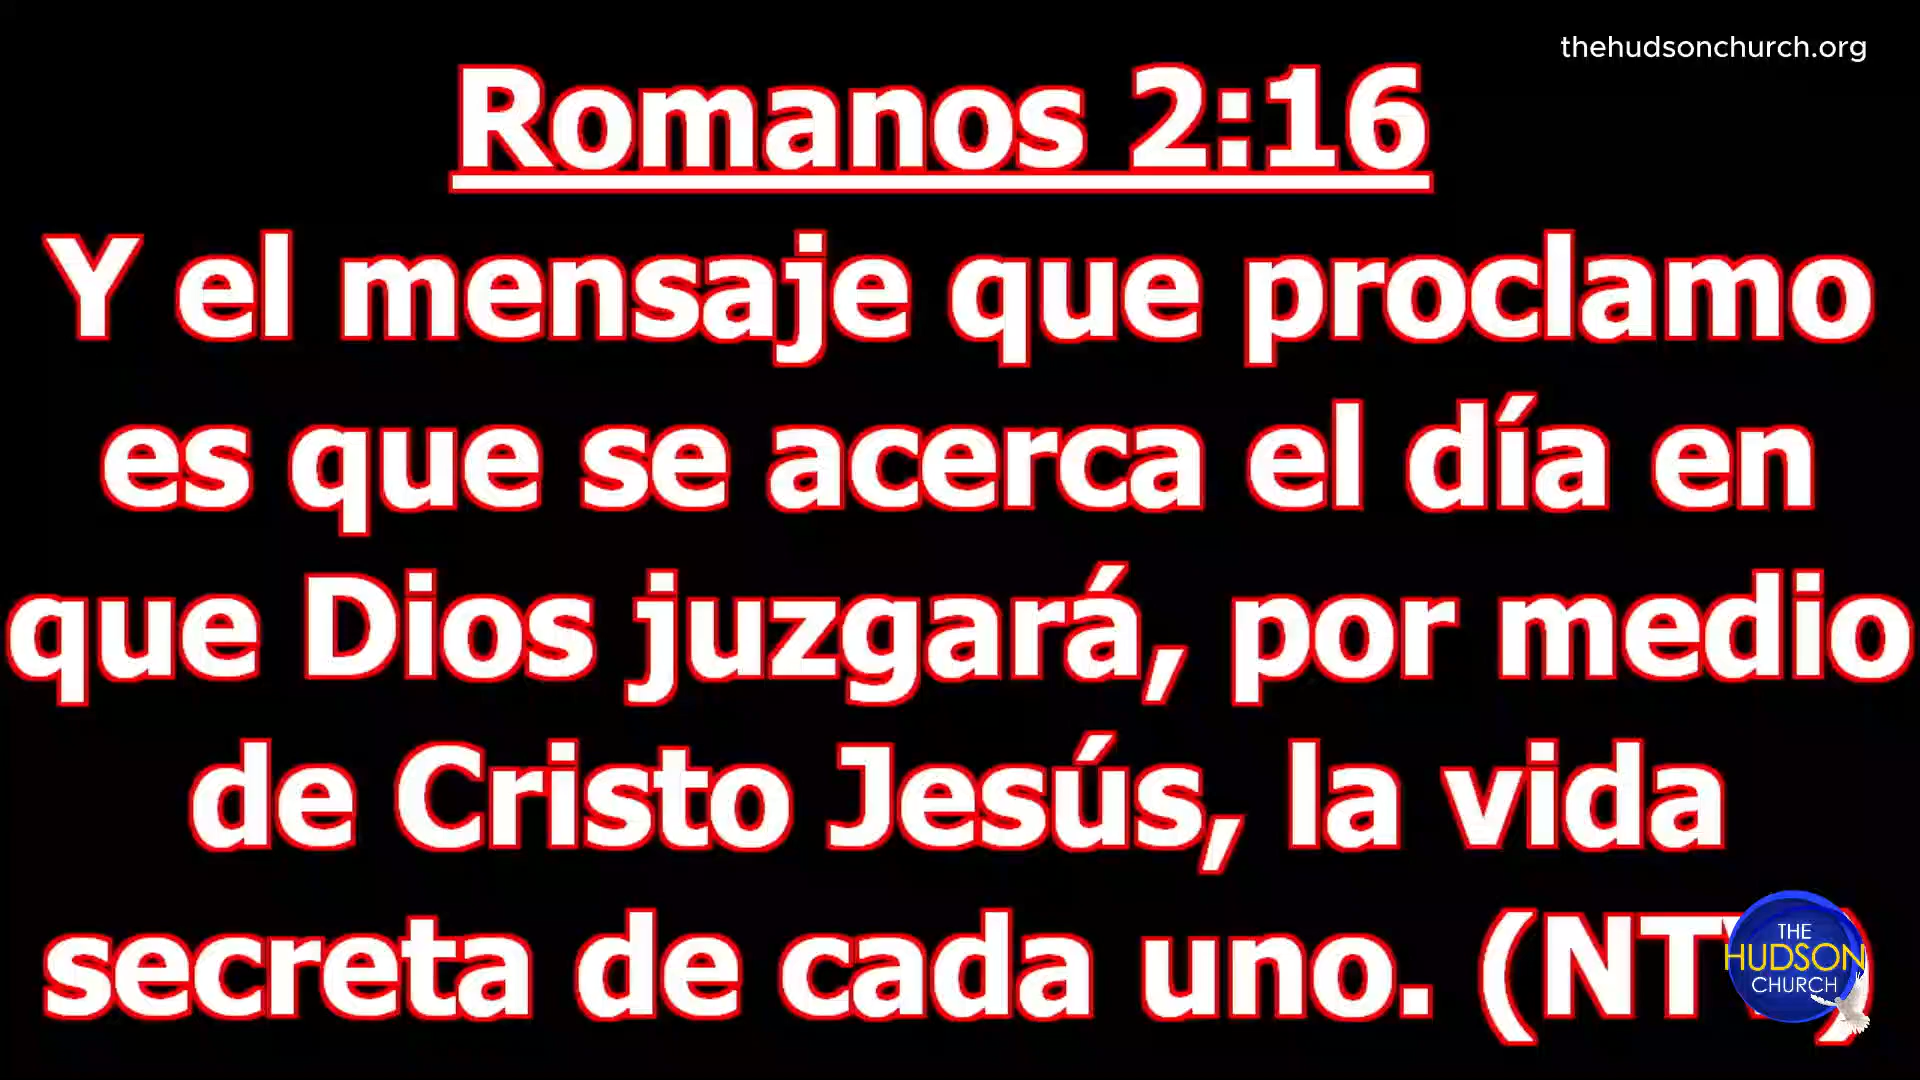 thehudsonchurch.org
Romanos 2:16
Y el mensaje que proclamo
es que se acerca el día en
que Dios juzgará, por medio
de Cristo Jesús, la vida
secreta de cada uno. (NTV)
THE
HUDSON
CHURCH